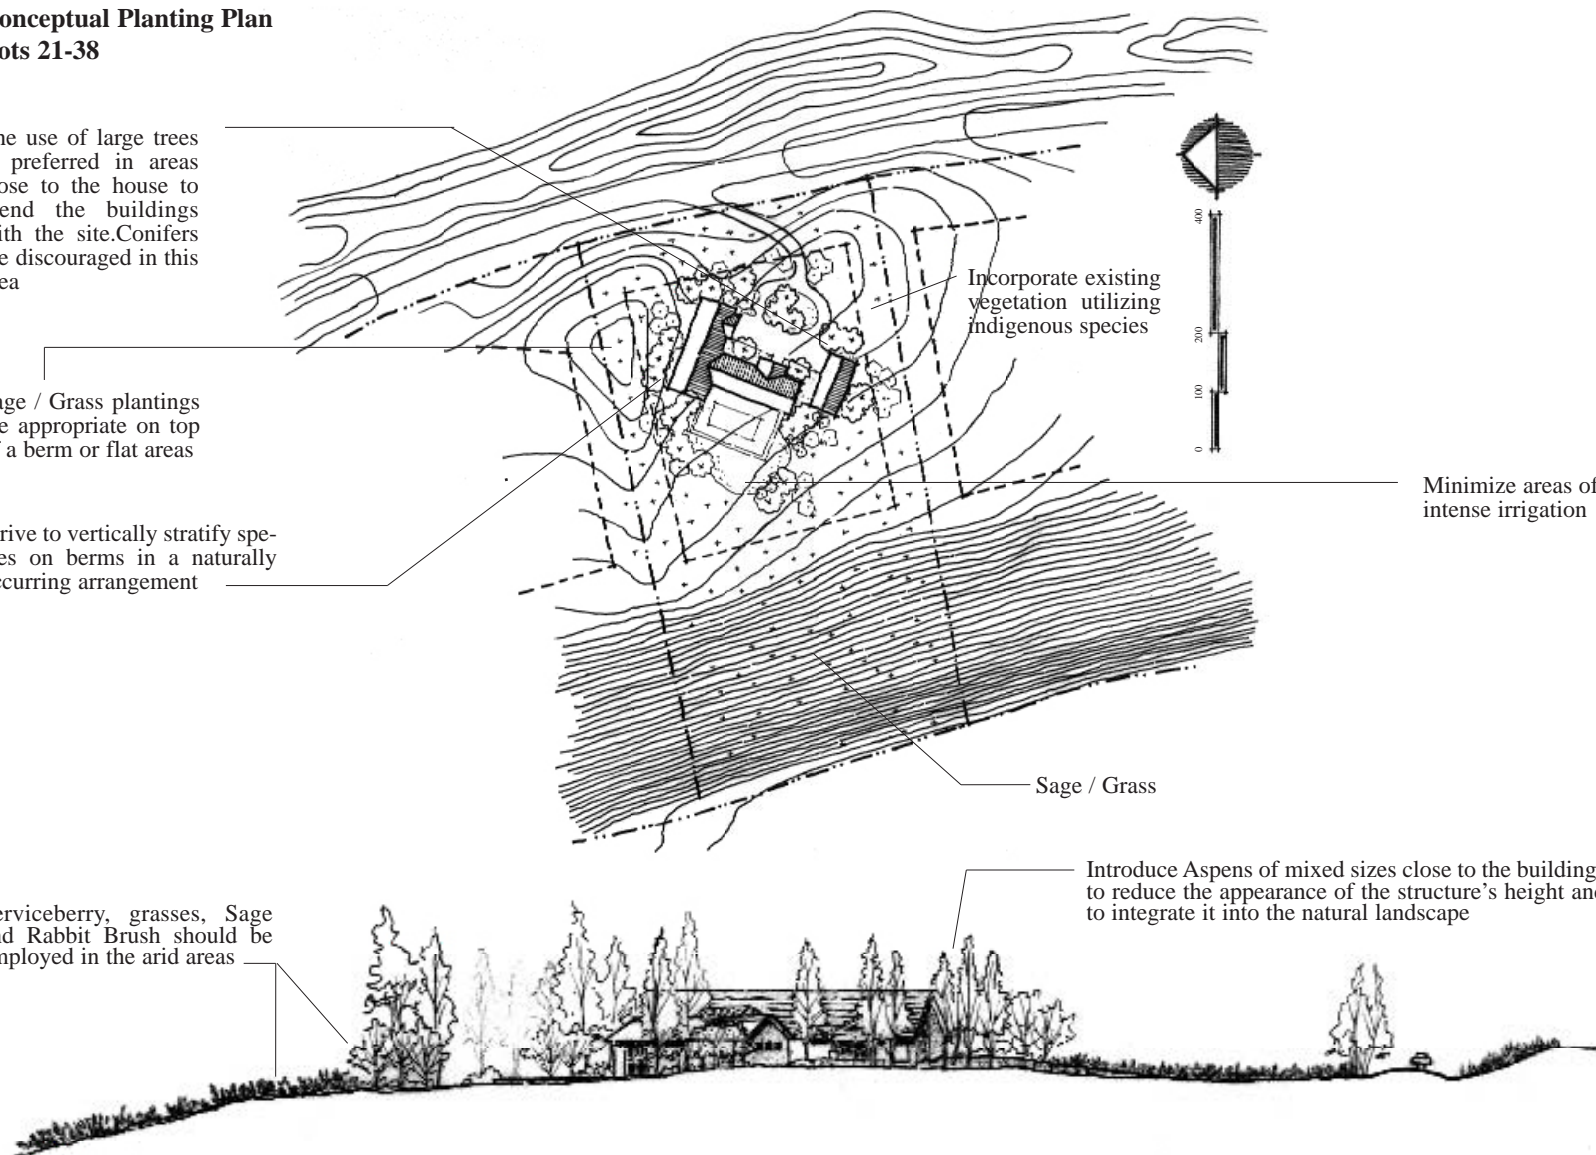 onceptual Planting Plan
ots 21-38
ne use of large trees
preferred in areas
ose to the house to
end the buildings
ith the site.Conifers
e discouraged in this
ea
Incorporate existing
vegetation utilizing
indigenous species
age / Grass plantings
e appropriate on top
f a berm or flat areas
rive to vertically stratify spe-
es on berms in a naturally
ccurring arrangement
400
200
100
0
Minimize areas of
intense irrigation
Sage / Grass
Introduce Aspens of mixed sizes close to the building
to reduce the appearance of the structure's height and
to integrate it into the natural landscape
erviceberry, grasses, Sage
nd Rabbit Brush should be
mployed in the arid areas